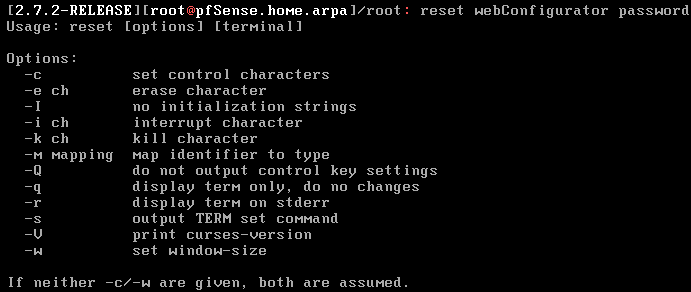 [2.7.2-RELEASE][root@pfSense.home.arpa]/root: reset webConfigurator password
Usage: reset [options] [terminal]

Options:
  -c          set control characters
  -e ch       erase character
  -I          no initialization strings
  -i ch       interrupt character
  -k ch       kill character
  -m mapping  map identifier to type
  -Q          do not output control key settings
  -q          display term only, do no changes
  -r          display term on stderr
  -s          output TERM set command
  -V          print curses-version
  -w          set window-size

If neither -c/-w are given, both are assumed.